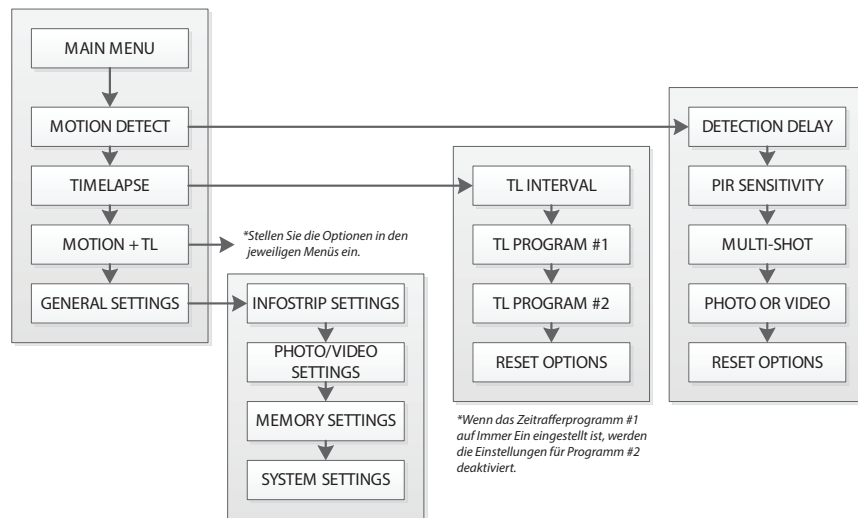 MAIN MENU
MOTION DETECT
TIMELAPSE
MOTION + TL
GENERAL SETTINGS
*Stellen Sie die Optionen in den
jeweiligen Menüs ein.
INFOSTRIP SETTINGS
PHOTO/VIDEO
SETTINGS
MEMORY SETTINGS
SYSTEM SETTINGS
TL INTERVAL
TL PROGRAM #1
TL PROGRAM #2
RESET OPTIONS
*Wenn das Zeitrafferprogramm #1
auf Immer Ein eingestellt ist, werden
die Einstellungen für Programm #2
deaktiviert.
DETECTION DELAY
PIR SENSITIVITY
MULTI-SHOT
PHOTO OR VIDEO
RESET OPTIONS